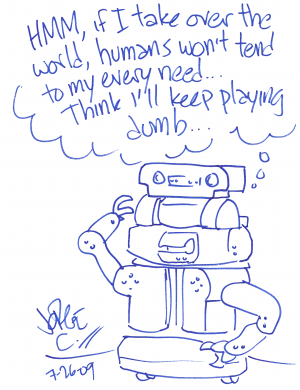 HMM, if I take over the
world, humans won't tend
to my every need...
Think I'll keep playing
dumb...
Jorge
C.
7-26-09